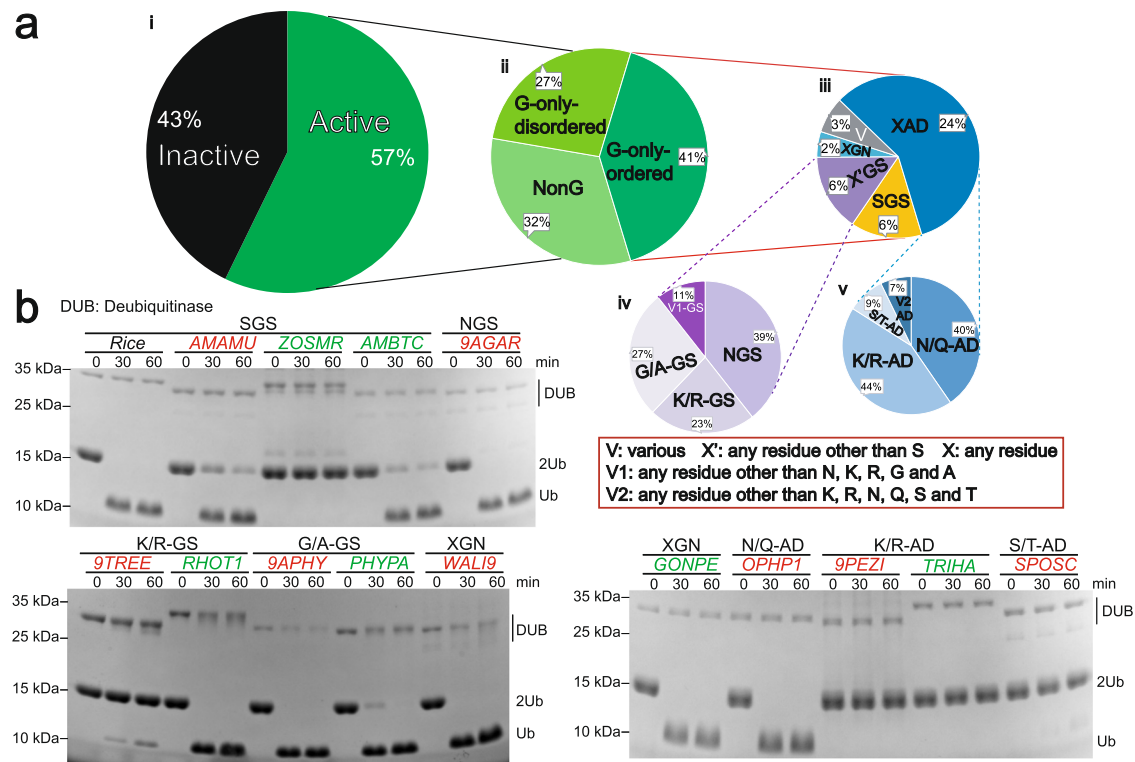 a
i
43%
Inactive
Active
57%
ii
27%
G-only-
disordered
G-only-
ordered
41%
NonG
32%
iii
XAD
24%
3%
V
2%
XGN
6%
X'GS
SGS
6%
iv
11%
V1-GS
39%
NGS
27%
G/A-GS
K/R-GS
23%
v
7%
V2
AD
9%
S/T-AD
40%
N/Q-AD
K/R-AD
44%
V: various X': any residue other than S X: any residue
V1: any residue other than N, K, R, G and A
V2: any residue other than K, R, N, Q, S and T
b
DUB: Deubiquitinase
SGS NGS
Rice AMAMU ZOSMR AMBTC 9AGAR
0 30 60 0 30 60 0 30 60 0 30 60 0 30 60 min
35 kDa
25 kDa
15 kDa
10 kDa
DUB
2Ub
Ub
K/R-GS G/A-GS XGN
9TREE RHOT1 9APHY PHYPA WALI9
0 30 60 0 30 60 0 30 60 0 30 60 0 30 60 min
35 kDa
25 kDa
15 kDa
10 kDa
DUB
2Ub
Ub
XGN N/Q-AD K/R-AD S/T-AD
GONPE OPHP1 9PEZI TRIHA SPOSC
0 30 60 0 30 60 0 30 60 0 30 60 0 30 60 min
35 kDa
25 kDa
15 kDa
10 kDa
DUB
2Ub
Ub